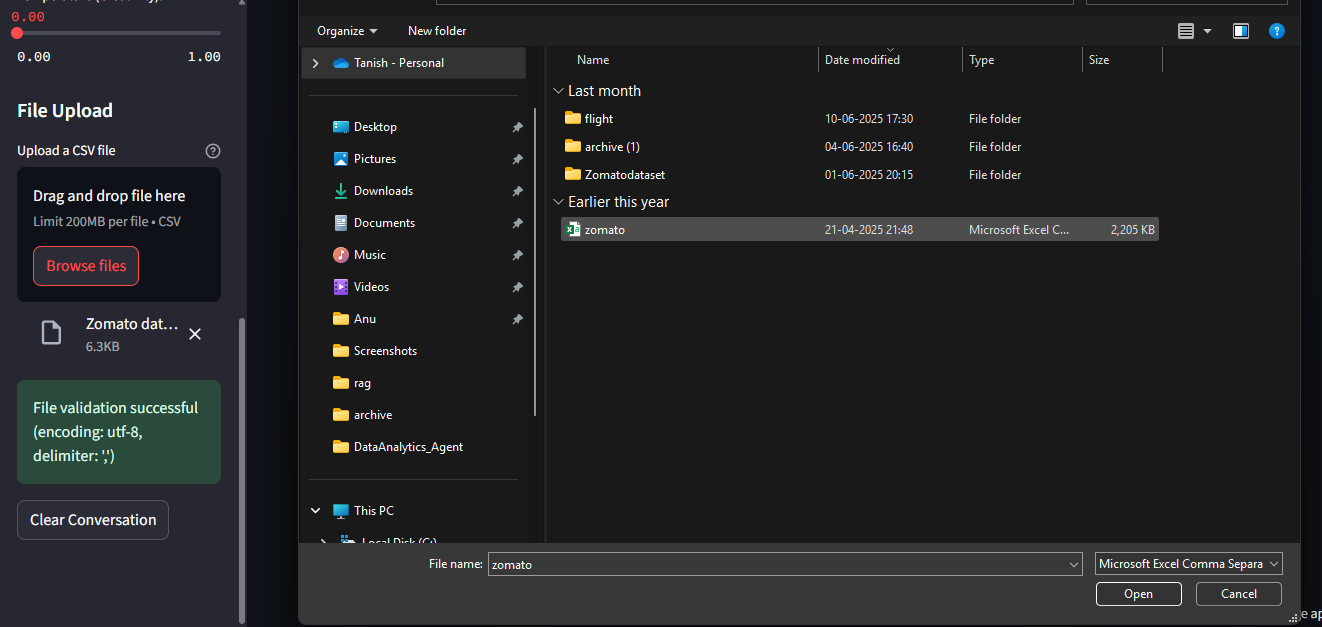 0.00
0.00 1.00
File Upload
Upload a CSV file
Drag and drop file here
Limit 200MB per file • CSV
Browse files
Zomato dat...
6.3KB
File validation successful
(encoding: utf-8,
delimiter: ',')
Clear Conversation
Organize New folder
Tanish - Personal
Desktop
Pictures
Downloads
Documents
Music
Videos
Anu
Screenshots
rag
archive
DataAnalytics_Agent
This PC
Local Disk (C:)
Name Date modified Type Size
Last month
flight 10-06-2025 17:30 File folder
archive (1) 04-06-2025 16:40 File folder
Zomatodataset 01-06-2025 20:15 File folder
Earlier this year
zomato 21-04-2025 21:48 Microsoft Excel C... 2,205 KB
File name: zomato Microsoft Excel Comma Separa
Open Cancel